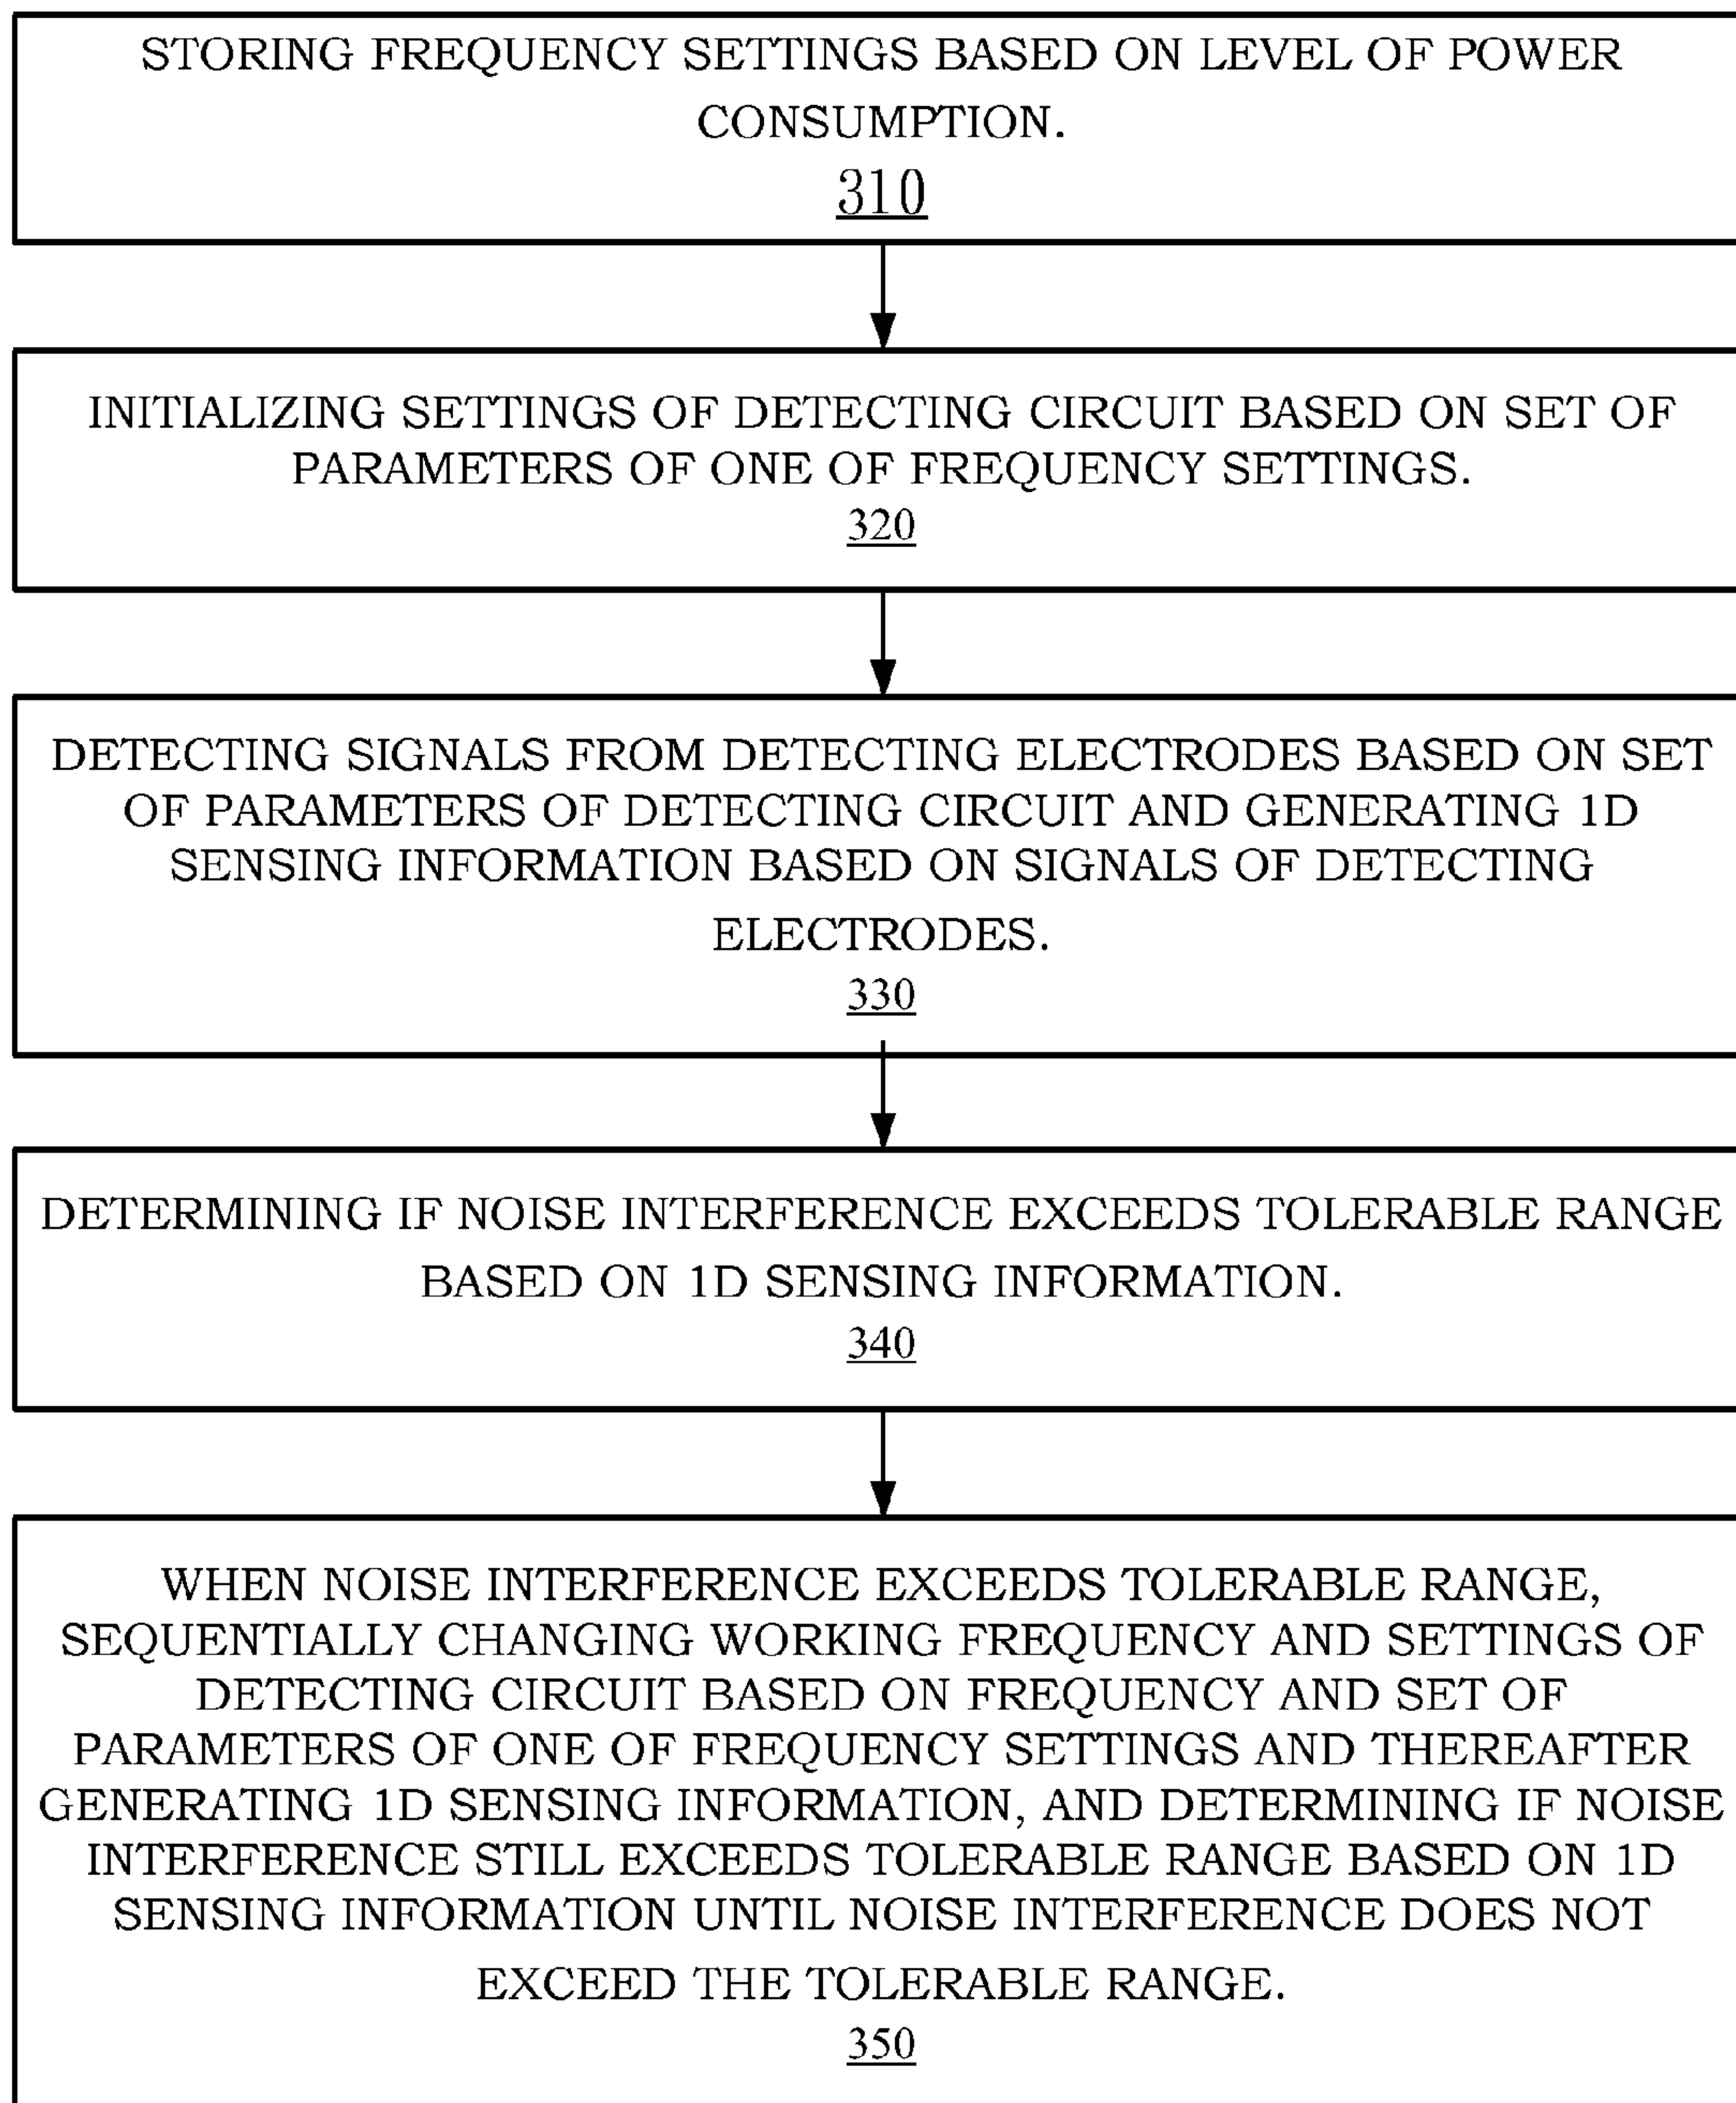 STORING FREQUENCY SETTINGS BASED ON LEVEL OF POWER
CONSUMPTION.
310
INITIALIZING SETTINGS OF DETECTING CIRCUIT BASED ON SET OF
PARAMETERS OF ONE OF FREQUENCY SETTINGS.
320
DETECTING SIGNALS FROM DETECTING ELECTRODES BASED ON SET
OF PARAMETERS OF DETECTING CIRCUIT AND GENERATING 1D
SENSING INFORMATION BASED ON SIGNALS OF DETECTING
ELECTRODES.
330
DETERMINING IF NOISE INTERFERENCE EXCEEDS TOLERABLE RANGE
BASED ON 1D SENSING INFORMATION.
340
WHEN NOISE INTERFERENCE EXCEEDS TOLERABLE RANGE,
SEQUENTIALLY CHANGING WORKING FREQUENCY AND SETTINGS OF
DETECTING CIRCUIT BASED ON FREQUENCY AND SET OF
PARAMETERS OF ONE OF FREQUENCY SETTINGS AND THEREAFTER
GENERATING 1D SENSING INFORMATION, AND DETERMINING IF NOISE
INTERFERENCE STILL EXCEEDS TOLERABLE RANGE BASED ON 1D
SENSING INFORMATION UNTIL NOISE INTERFERENCE DOES NOT
EXCEED THE TOLERABLE RANGE.
350